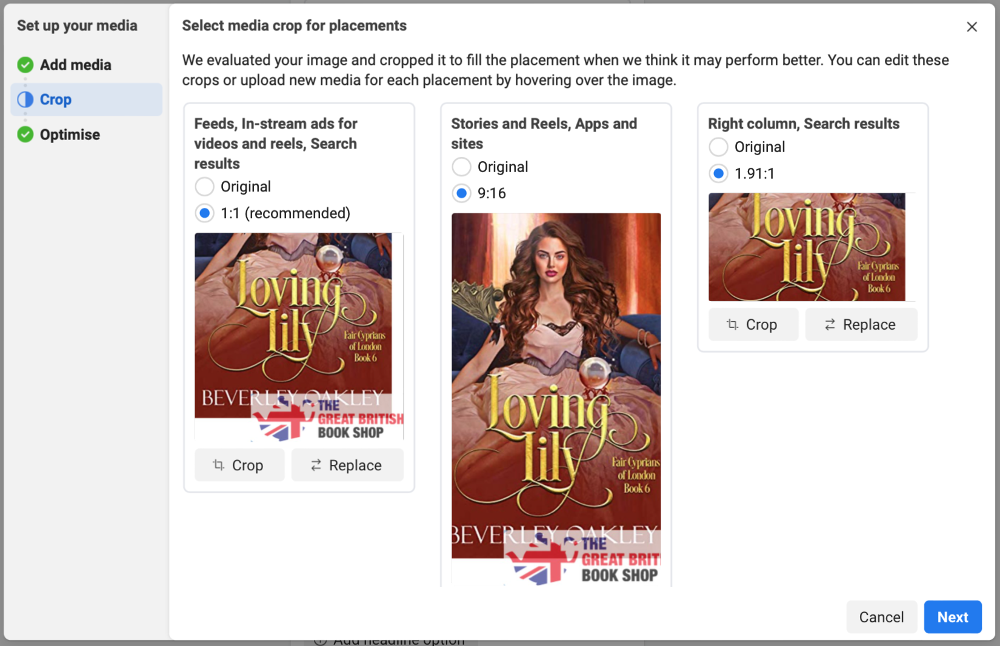 Set up your media
Add media
Crop
Optimise
Select media crop for placements
We evaluated your image and cropped it to fill the placement when we think it may perform better. You can edit these
crops or upload new media for each placement by hovering over the image.
Feeds, In-stream ads for
videos and reels, Search
results
Original
1:1 (recommended)
Loving
Lily
Fair Cyprians
of London
Book 6
BEVERLEY OAKLEY
THE
GREAT BRITISH
BOOK SHOP
Crop
Replace
Stories and Reels, Apps and
sites
Original
9:16
Loving
Lily
Fair Cyprians
of London
Book 6
BEVERLEY OAKLEY
THE
GREAT BRIT
BOOK SHOP
Right column, Search results
Original
1.91:1
Loving
Lily
Fair Cyprians
of London
Book 6
Crop
Replace
Cancel
Next
Add headline option